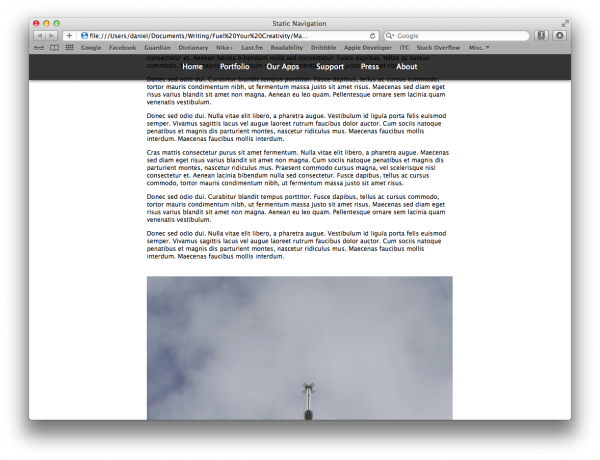 Static Navigation
file:///Users/daniel/Documents/Writing/Fuel%20Your%20Creativity/Ma...
Google
Google Facebook Guardian Dictionary Nike+ Last.fm Readability Dribbble Apple Developer iTC Stack Overflow Misc.
consectetur et. Aenean lacinia bibendum nulla sed consectetur. Fusce dapibus, tellus ac cursus
Home Portfolio Our Apps Support Press About
Donec sed odio dui. Curabitur blandit tempus porttitor. Fusce dapibus, tellus ac cursus commodo,
tortor mauris condimentum nibh, ut fermentum massa justo sit amet risus. Maecenas sed diam eget
risus varius blandit sit amet non magna. Aenean eu leo quam. Pellentesque ornare sem lacinia quam
venenatis vestibulum.
Donec sed odio dui. Nulla vitae elit libero, a pharetra augue. Vestibulum id ligula porta felis euismod
semper. Vivamus sagittis lacus vel augue laoreet rutrum faucibus dolor auctor. Cum sociis natoque
penatibus et magnis dis parturient montes, nascetur ridiculus mus. Maecenas faucibus mollis
interdum. Maecenas faucibus mollis interdum.
Cras mattis consectetur purus sit amet fermentum. Nulla vitae elit libero, a pharetra augue. Maecenas
sed diam eget risus varius blandit sit amet non magna. Cum sociis natoque penatibus et magnis dis
parturient montes, nascetur ridiculus mus. Praesent commodo cursus magna, vel scelerisque nisl
consectetur et. Aenean lacinia bibendum nulla sed consectetur. Fusce dapibus, tellus ac cursus
commodo, tortor mauris condimentum nibh, ut fermentum massa justo sit amet risus.
Donec sed odio dui. Curabitur blandit tempus porttitor. Fusce dapibus, tellus ac cursus commodo,
tortor mauris condimentum nibh, ut fermentum massa justo sit amet risus. Maecenas sed diam eget
risus varius blandit sit amet non magna. Aenean eu leo quam. Pellentesque ornare sem lacinia quam
venenatis vestibulum.
Donec sed odio dui. Nulla vitae elit libero, a pharetra augue. Vestibulum id ligula porta felis euismod
semper. Vivamus sagittis lacus vel augue laoreet rutrum faucibus dolor auctor. Cum sociis natoque
penatibus et magnis dis parturient montes, nascetur ridiculus mus. Maecenas faucibus mollis
interdum. Maecenas faucibus mollis interdum.